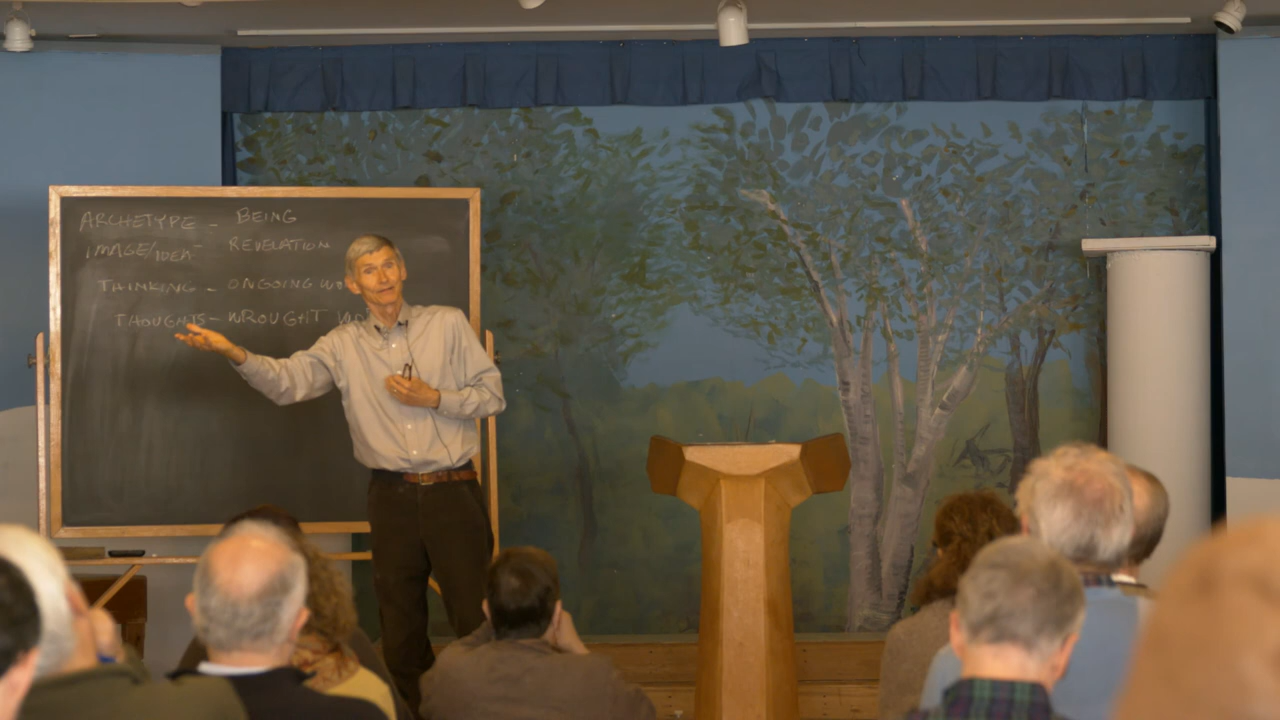 ARCHETYPE - BEING
IMAGE/IDEA - REVELATION
THINKING - ONGOING
THOUGHTS - WROUGHT